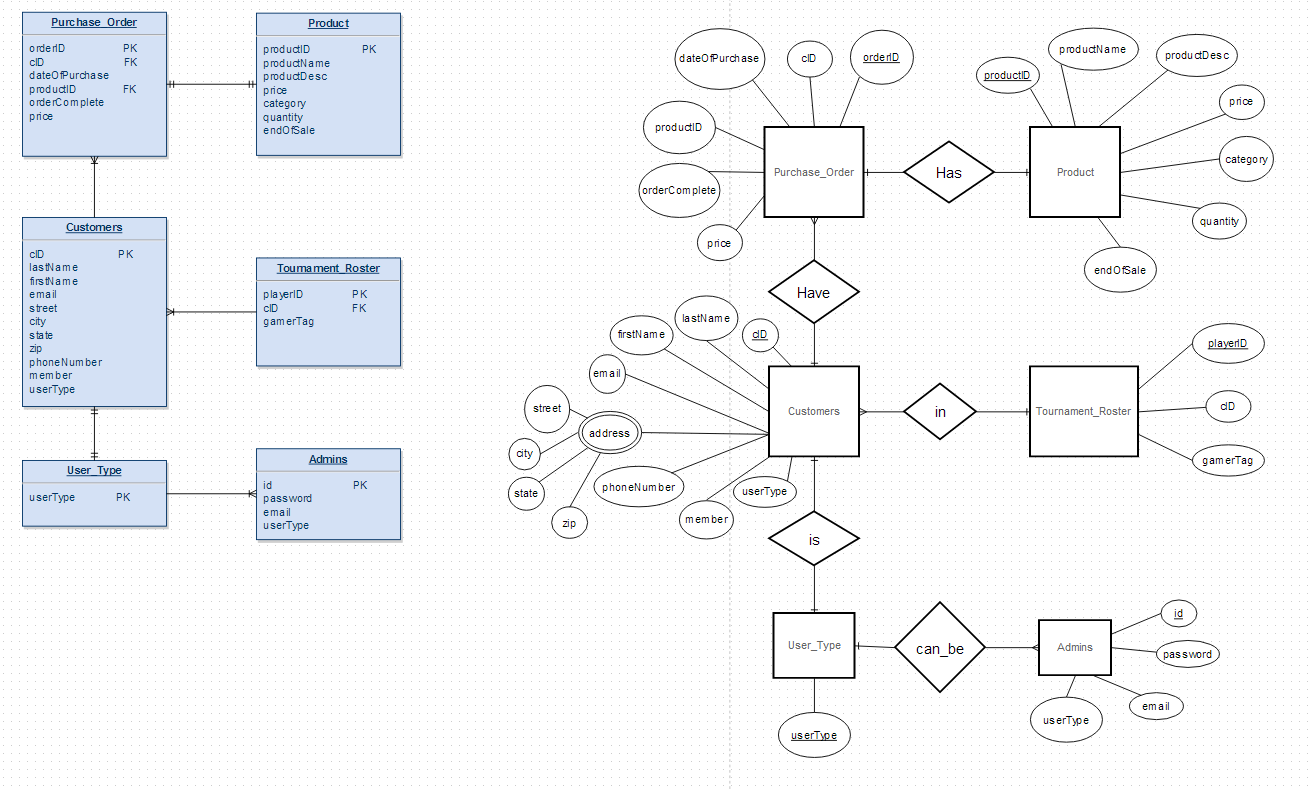 Purchase_Order
orderID PK
cID FK
dateOfPurchase
productID FK
orderComplete
price
Product
productID PK
productName
productDesc
price
category
quantity
endOfSale
Customers
cID PK
lastName
firstName
email
street
city
state
zip
phoneNumber
member
userType
Tournament_Roster
playerID PK
cID FK
gamerTag
User_Type
userType PK
Admins
id PK
password
email
userType
dateOfPurchase
cID
orderID
productID
orderComplete
price
Purchase_Order
Has
productID
productName
productDesc
price
category
quantity
endOfSale
Product
Have
lastName
cID
firstName
email
street
address
city
state
zip
phoneNumber
member
userType
Customers
in
Tournament_Roster
playerID
cID
gamerTag
is
User_Type
userType
can_be
Admins
id
password
email
userType